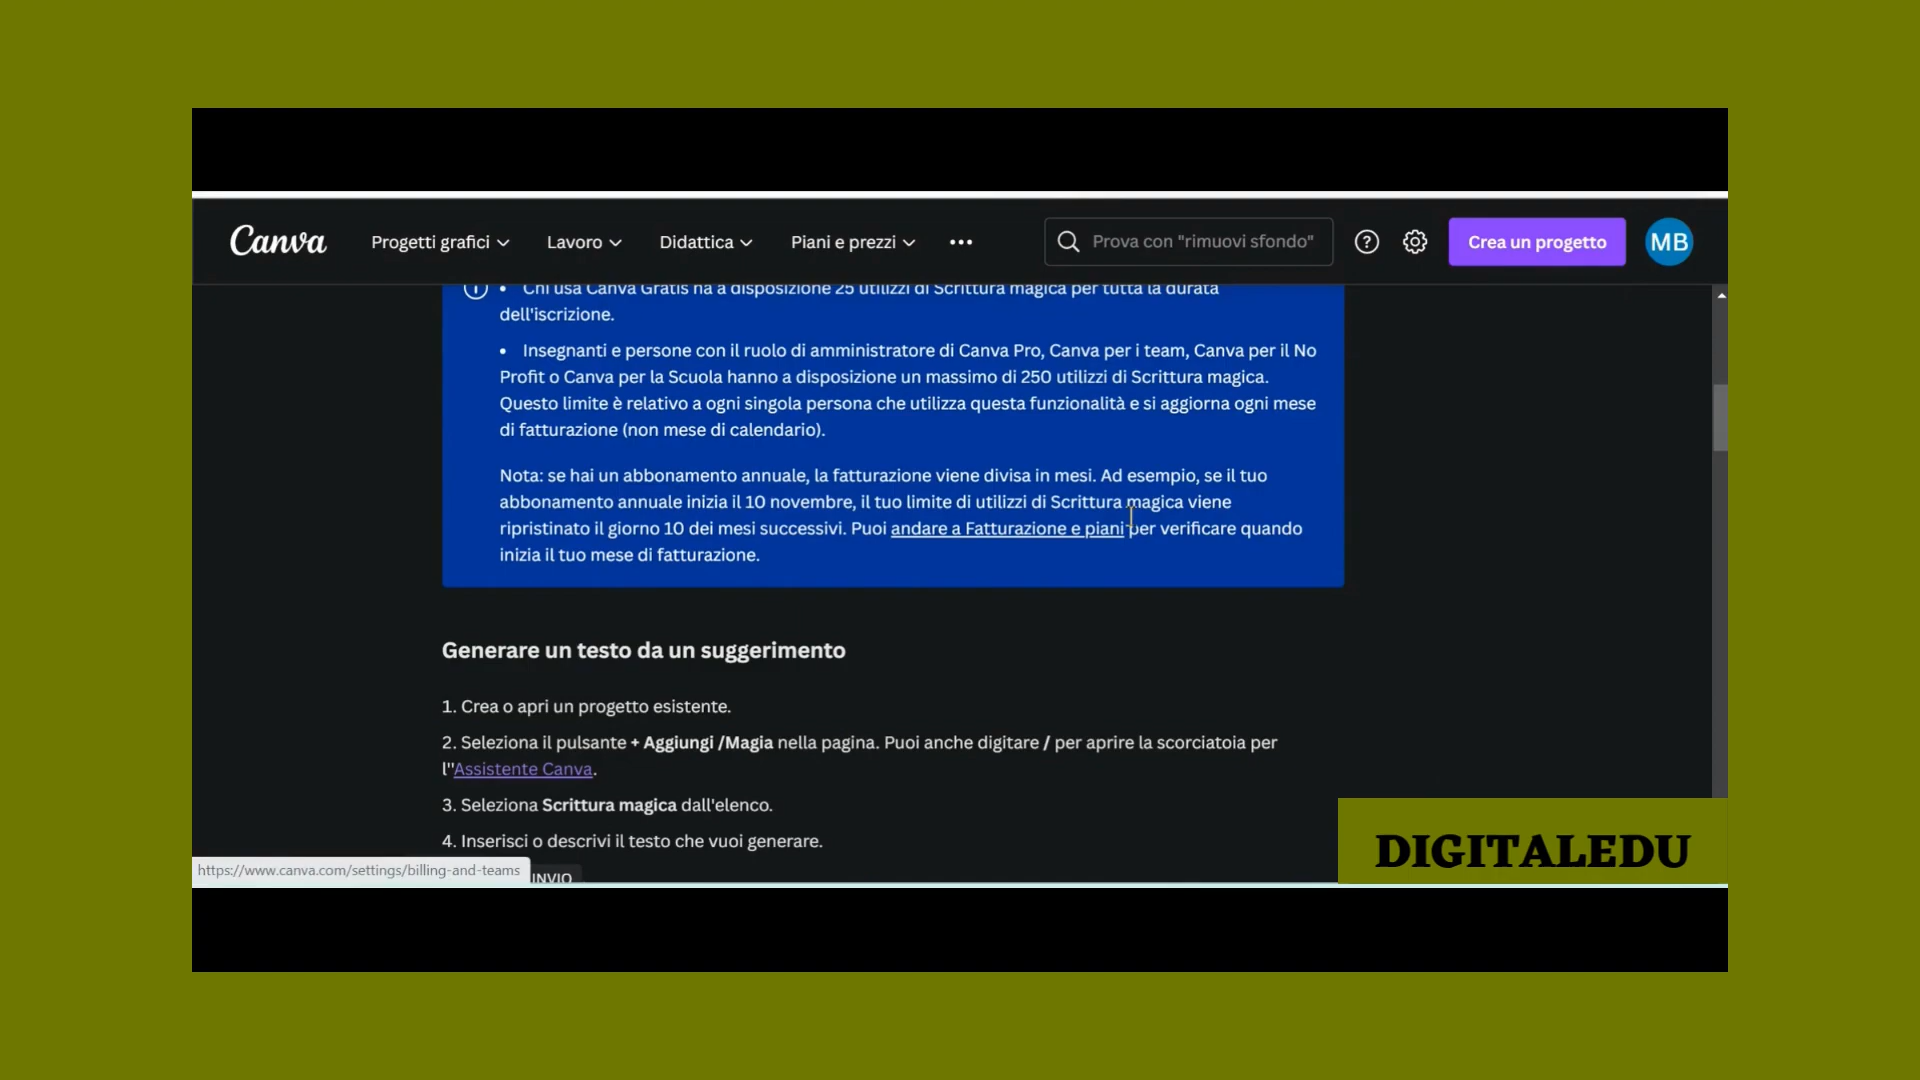 Canva
Progetti grafici
Lavoro
Didattica
Piani e prezzi
Prova con "rimuovi sfondo"
Crea un progetto
MB
• Chi usa Canva Gratis ha a disposizione 25 utilizzi di Scrittura magica per tutta la durata
dell'iscrizione.
• Insegnanti e persone con il ruolo di amministratore di Canva Pro, Canva per i team, Canva per il No
Profit o Canva per la Scuola hanno a disposizione un massimo di 250 utilizzi di Scrittura magica.
Questo limite è relativo a ogni singola persona che utilizza questa funzionalità e si aggiorna ogni mese
di fatturazione (non mese di calendario).
Nota: se hai un abbonamento annuale, la fatturazione viene divisa in mesi. Ad esempio, se il tuo
abbonamento annuale inizia il 10 novembre, il tuo limite di utilizzi di Scrittura magica viene
ripristinato il giorno 10 dei mesi successivi. Puoi andare a Fatturazione e piani per verificare quando
inizia il tuo mese di fatturazione.
Generare un testo da un suggerimento
1. Crea o apri un progetto esistente.
2. Seleziona il pulsante + Aggiungi /Magia nella pagina. Puoi anche digitare / per aprire la scorciatoia per
l''Assistente Canva.
3. Seleziona Scrittura magica dall'elenco.
4. Inserisci o descrivi il testo che vuoi generare.
INVIO
https://www.canva.com/settings/billing-and-teams
DIGITALEDU